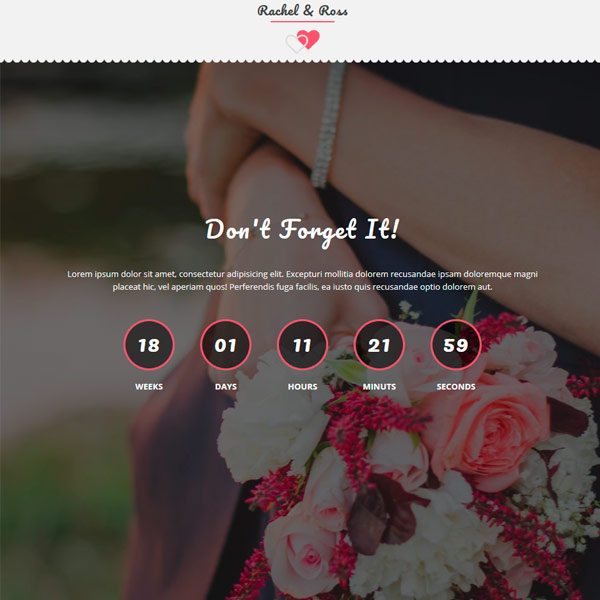 Rachel & Ross
Don't Forget It!
Lorem ipsum dolor sit amet, consectetur adipisicing elit. Excepturi mollitia dolorem recusandae ipsam doloremque magni
placeat hic, vel aperiam quos! Perferendis fuga facilis, ea iusto quis recusandae optio dolorem aut.
18 01 11 21 59
WEEKS DAYS HOURS MINUTS SECONDS